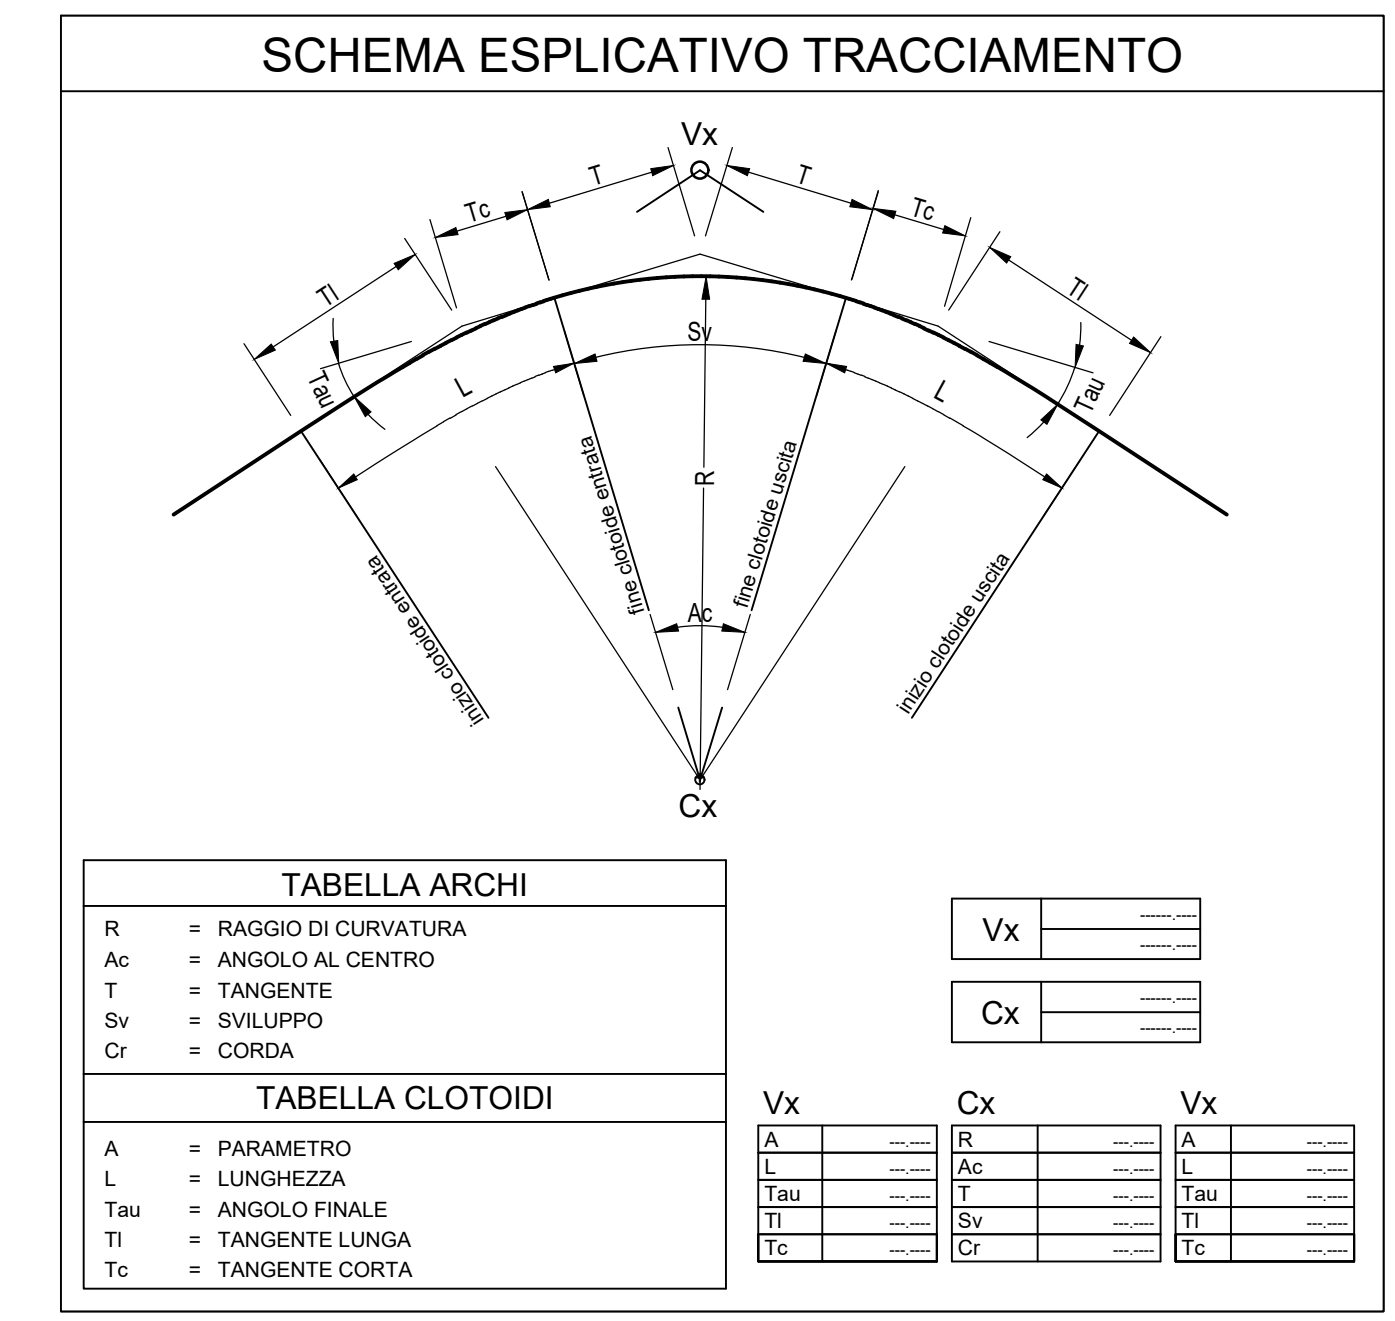 SCHEMA ESPLICATIVO TRACCIAMENTO
Vx
T
T
Tc
Tc
Tl
Tl
Sv
Tau
Tau
L
L
R
fine clotoide entrata
fine clotoide uscita
inizio clotoide entrata
inizio clotoide uscita
Ac
Cx
TABELLA ARCHI
R = RAGGIO DI CURVATURA
Ac = ANGOLO AL CENTRO
T = TANGENTE
Sv = SVILUPPO
Cr = CORDA
TABELLA CLOTOIDI
A = PARAMETRO
L = LUNGHEZZA
Tau = ANGOLO FINALE
Tl = TANGENTE LUNGA
Tc = TANGENTE CORTA
Vx ------.----
------.----
Cx ------.----
------.----
Vx
A ---.----
L ---.----
Tau ---.----
Tl ---.----
Tc ---.----
Cx
R ---.----
Ac ---.----
T ---.----
Sv ---.----
Cr ---.----
Vx
A ---.----
L ---.----
Tau ---.----
Tl ---.----
Tc ---.----